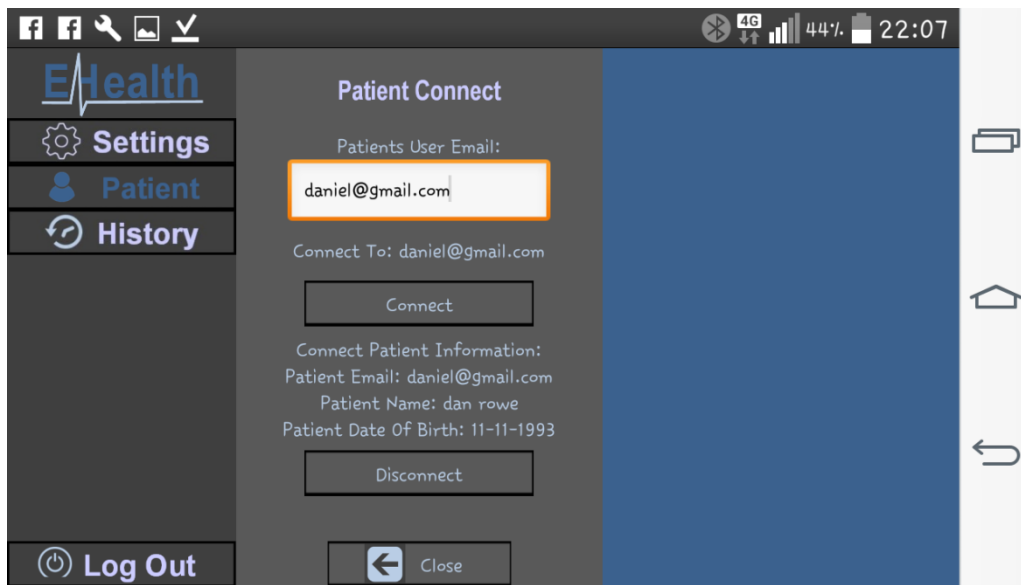 4G 44% 22:07
EHealth
Settings
Patient
History
Log Out
Patient Connect
Patients User Email:
daniel@gmail.com
Connect To: daniel@gmail.com
Connect
Connect Patient Information:
Patient Email: daniel@gmail.com
Patient Name: dan rowe
Patient Date Of Birth: 11-11-1993
Disconnect
Close